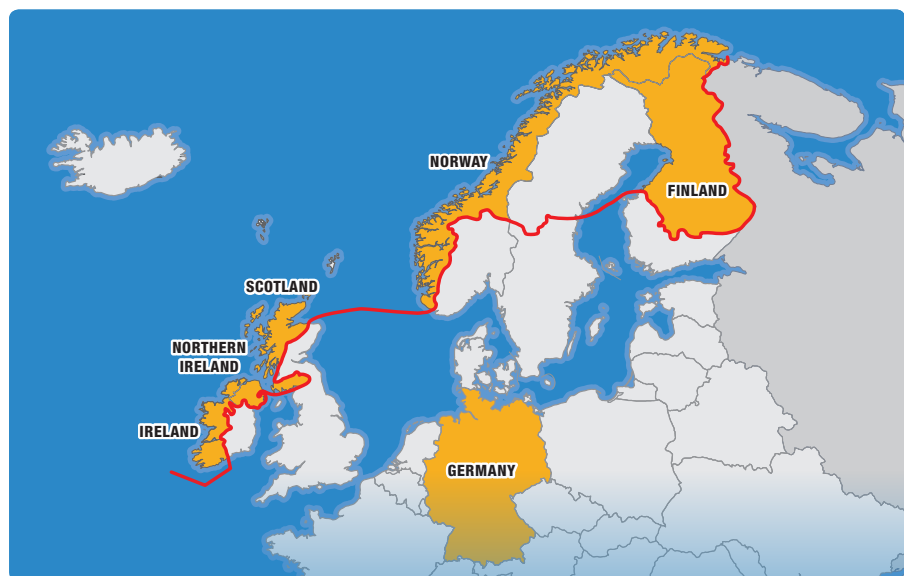 NORWAY
FINLAND
SCOTLAND
NORTHERN
IRELAND
IRELAND
GERMANY